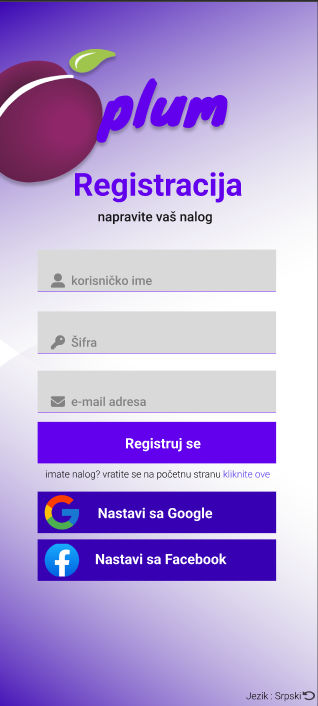 plum
Registracija
napravite vaš nalog
korisničko ime
Šifra
e-mail adresa
Registruj se
imate nalog? vratite se na početnu stranu kliknite ove
Nastavi sa Google
Nastavi sa Facebook
Jezik : Srpski